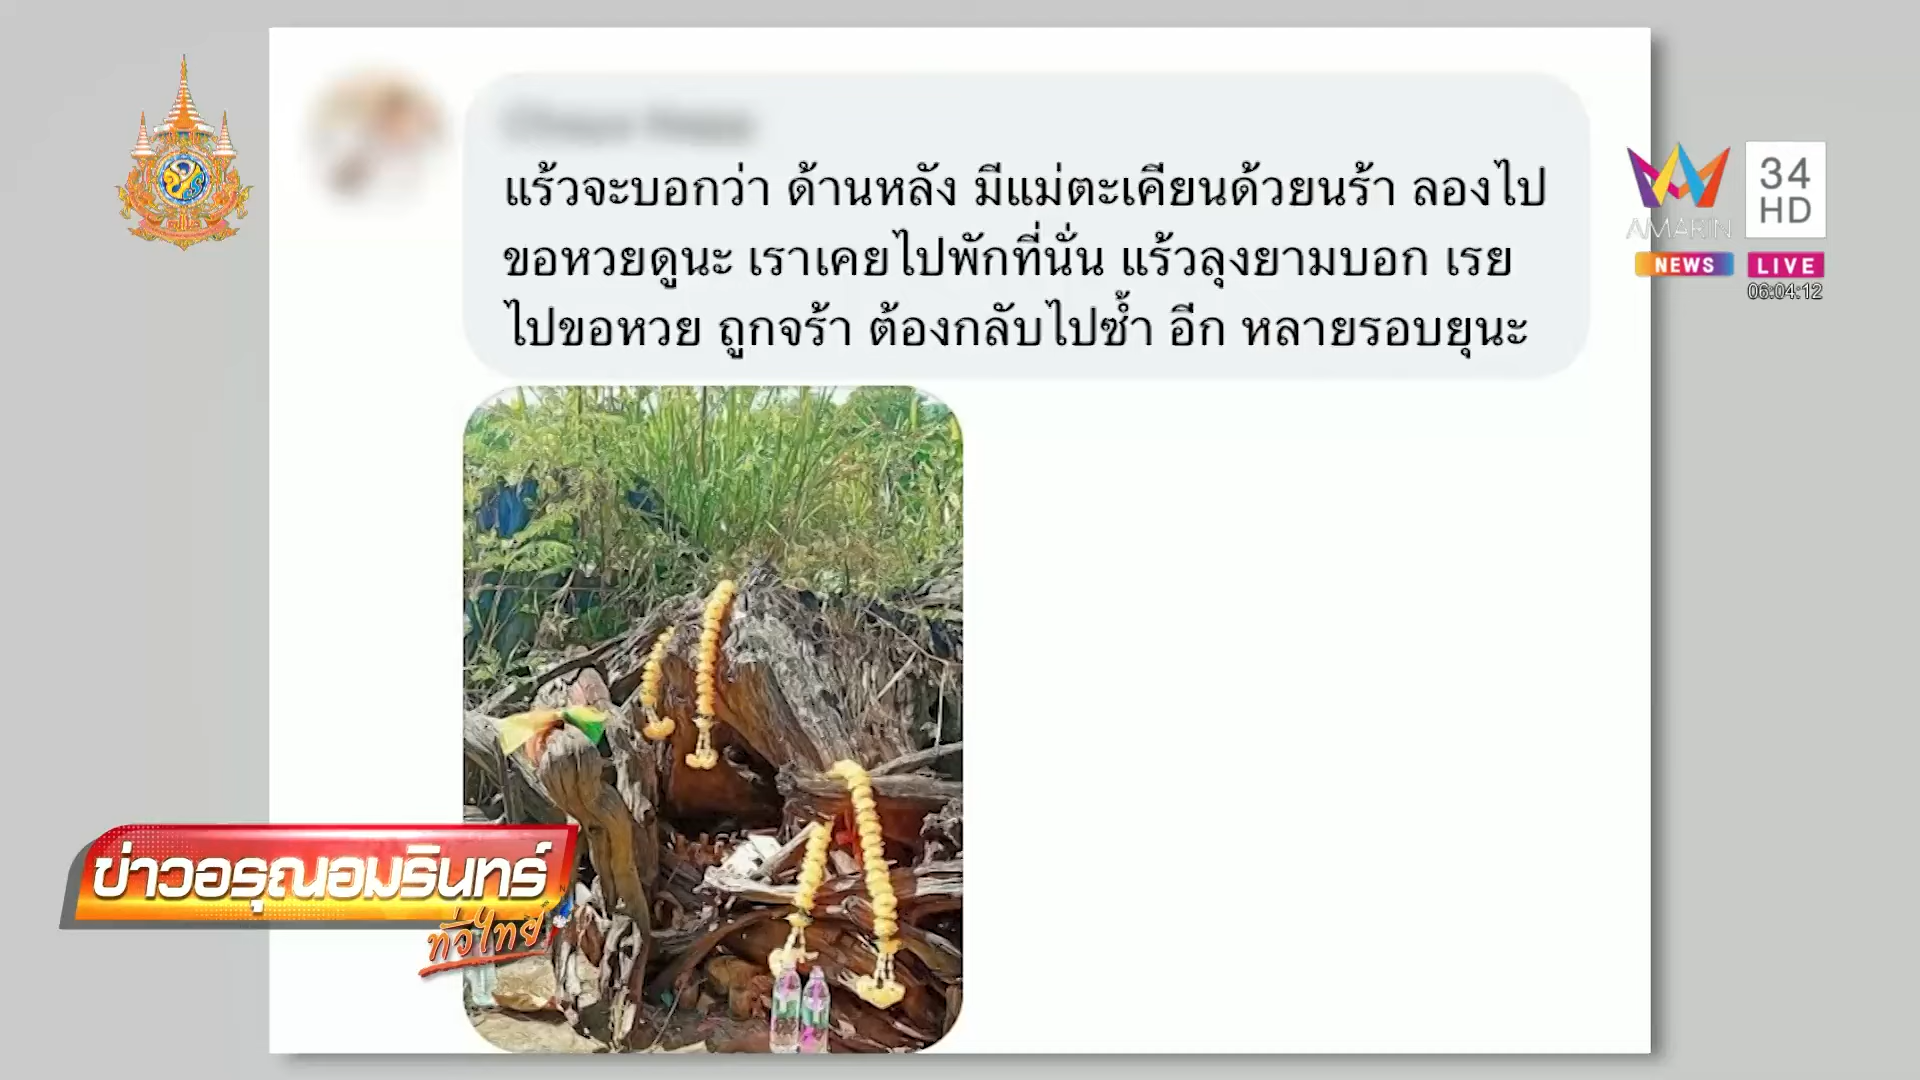 แร้วจะบอกว่า ด้านหลัง มีแม่ตะเคียนด้วยนร้า ลองไป
ขอหวยดูนะ เราเคยไปพักที่นั่น แร้วลุงยามบอก เรย
ไปขอหวย ถูกจร้า ต้องกลับไปซ้ำ อีก หลายรอบยุนะ
AMARIN
34
HD
NEWS
LIVE
06:04:12
ข่าวอรุณอมรินทร์
ทั่วไทย